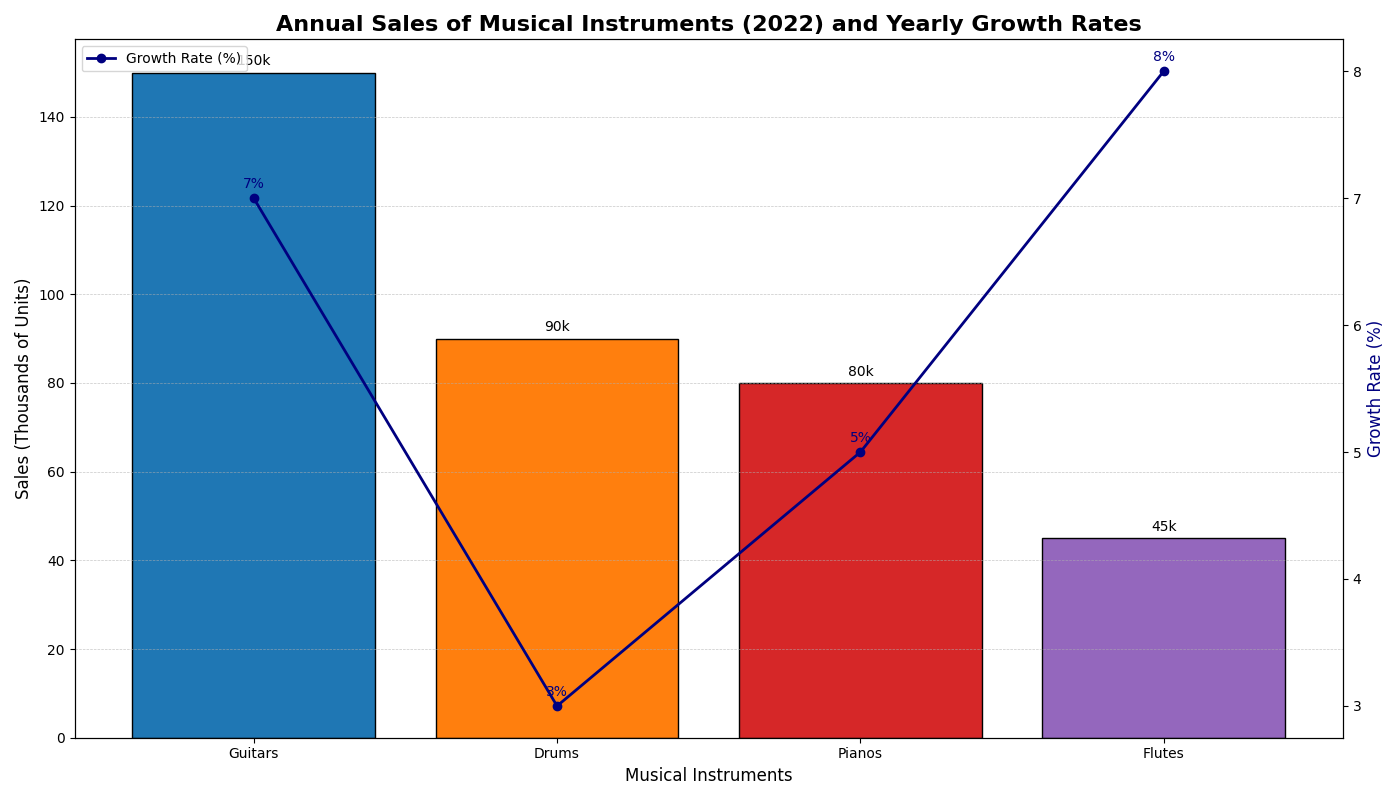 Annual Sales of Musical Instruments (2022) and Yearly Growth Rates
Growth Rate (%)
150k
8%
7%
90k
80k
5%
45k
3%
Sales (Thousands of Units)
140
120
100
80
60
40
20
0
8
7
6
5
4
3
Growth Rate (%)
Guitars Drums Pianos Flutes
Musical Instruments